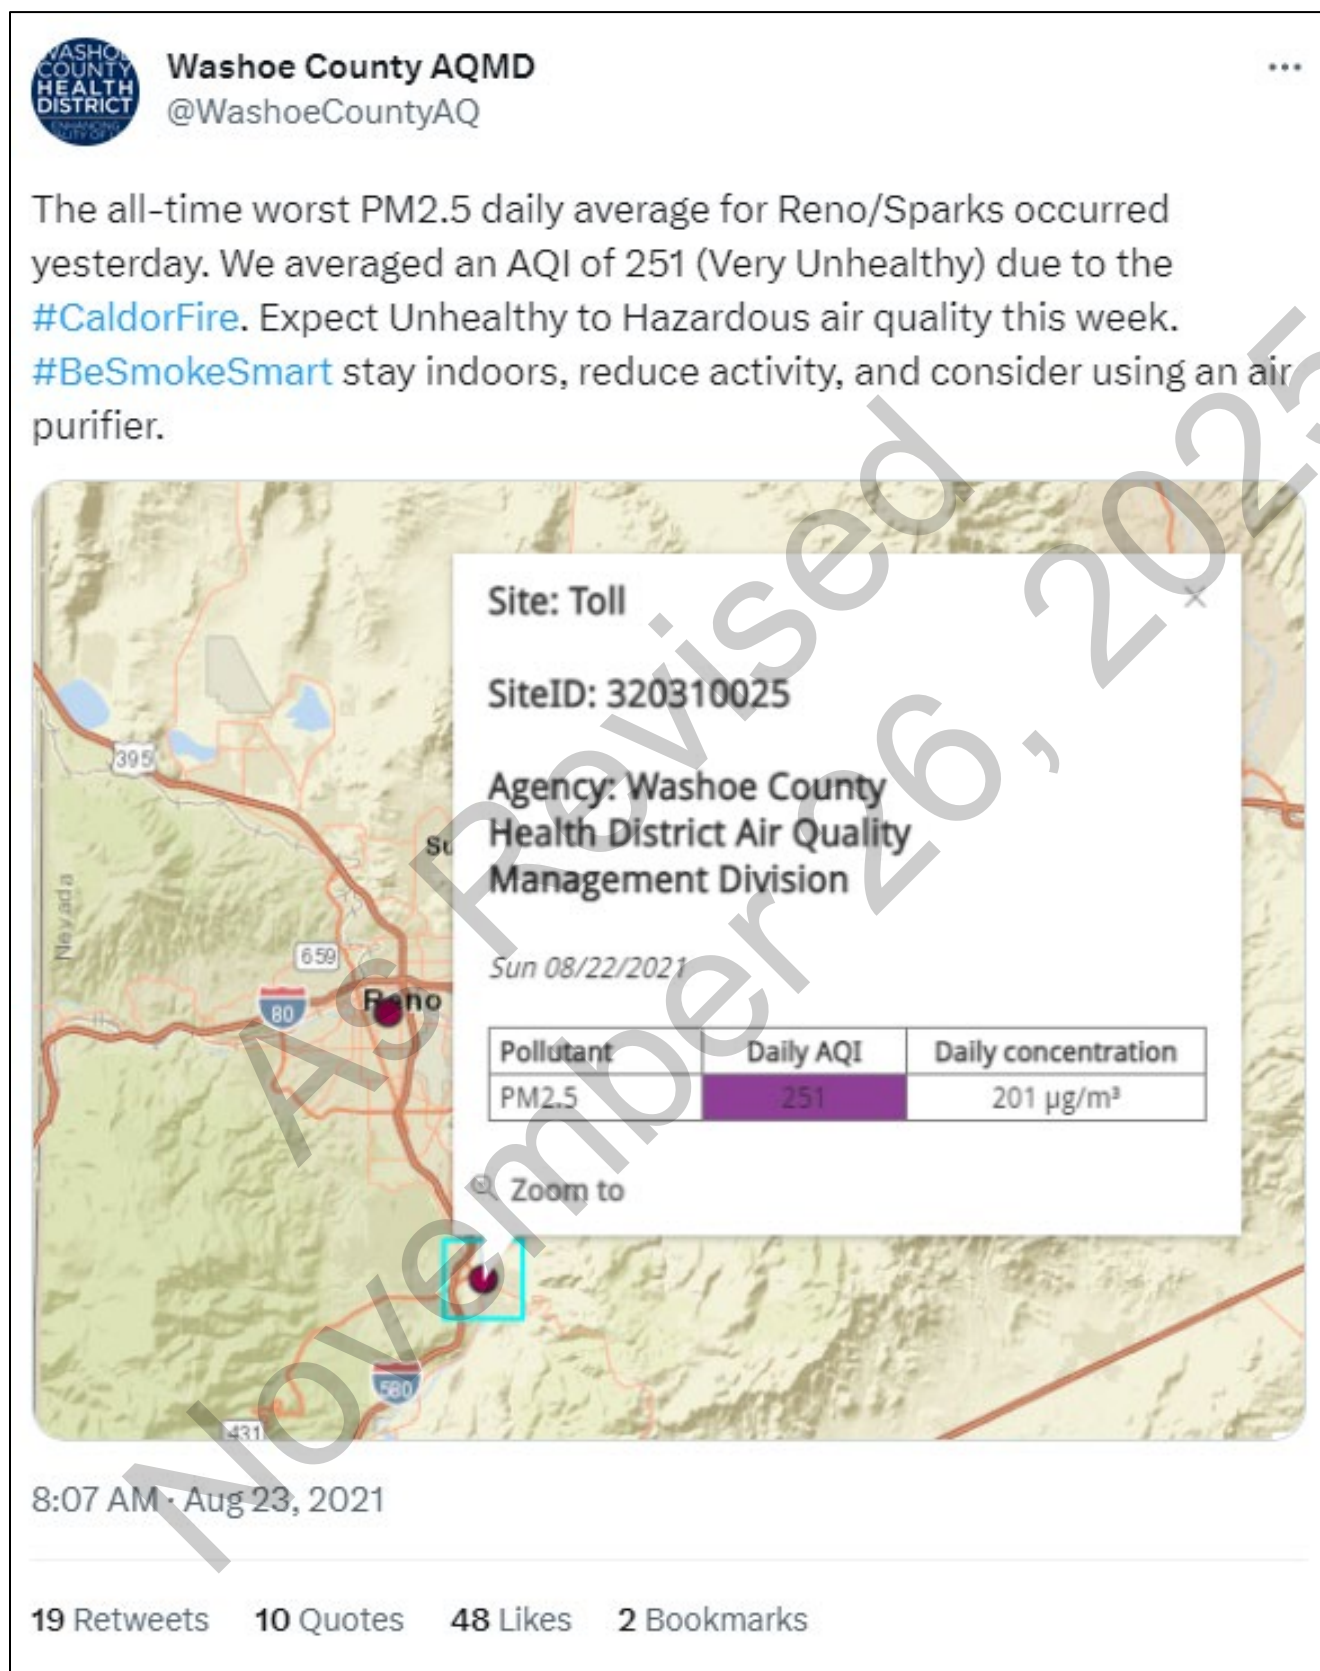 WASHOE
COUNTY
HEALTH
DISTRICT
ENHANCING
Washoe County AQMD
@WashoeCountyAQ
The all-time worst PM2.5 daily average for Reno/Sparks occurred
yesterday. We averaged an AQI of 251 (Very Unhealthy) due to the
#CaldorFire. Expect Unhealthy to Hazardous air quality this week.
#BeSmokeSmart stay indoors, reduce activity, and consider using an air
purifier.
Site: Toll
SiteID: 320310025
Agency: Washoe County
Health District Air Quality
Management Division
Sun 08/22/2021
Pollutant Daily AQI Daily concentration
PM2.5 251 201 µg/m³
Zoom to
395
Nevada
659
80
Reno
580
431
8:07 AM · Aug 23, 2021
19 Retweets 10 Quotes 48 Likes 2 Bookmarks
As Revised
November 26, 2025